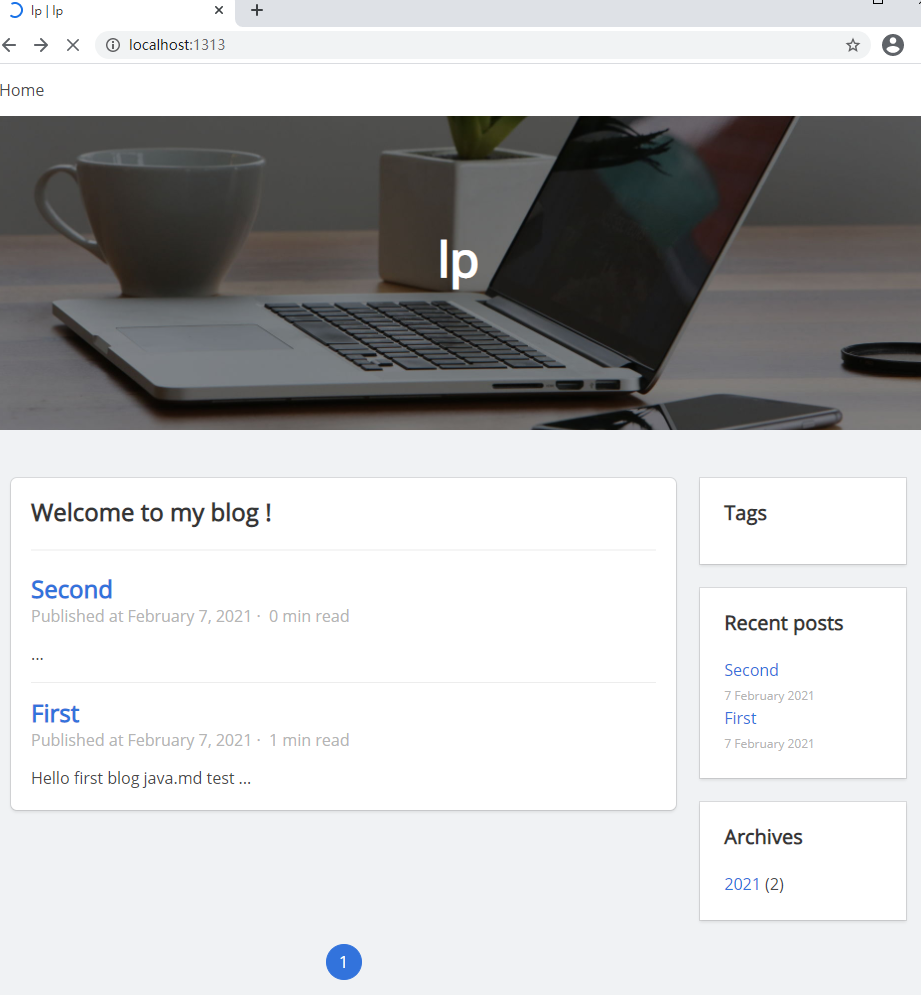 lp | lp
localhost:1313
Home
lp
Welcome to my blog !
Second
Published at February 7, 2021 · 0 min read
...
First
Published at February 7, 2021 · 1 min read
Hello first blog java.md test ...
1
Tags
Recent posts
Second
7 February 2021
First
7 February 2021
Archives
2021 (2)